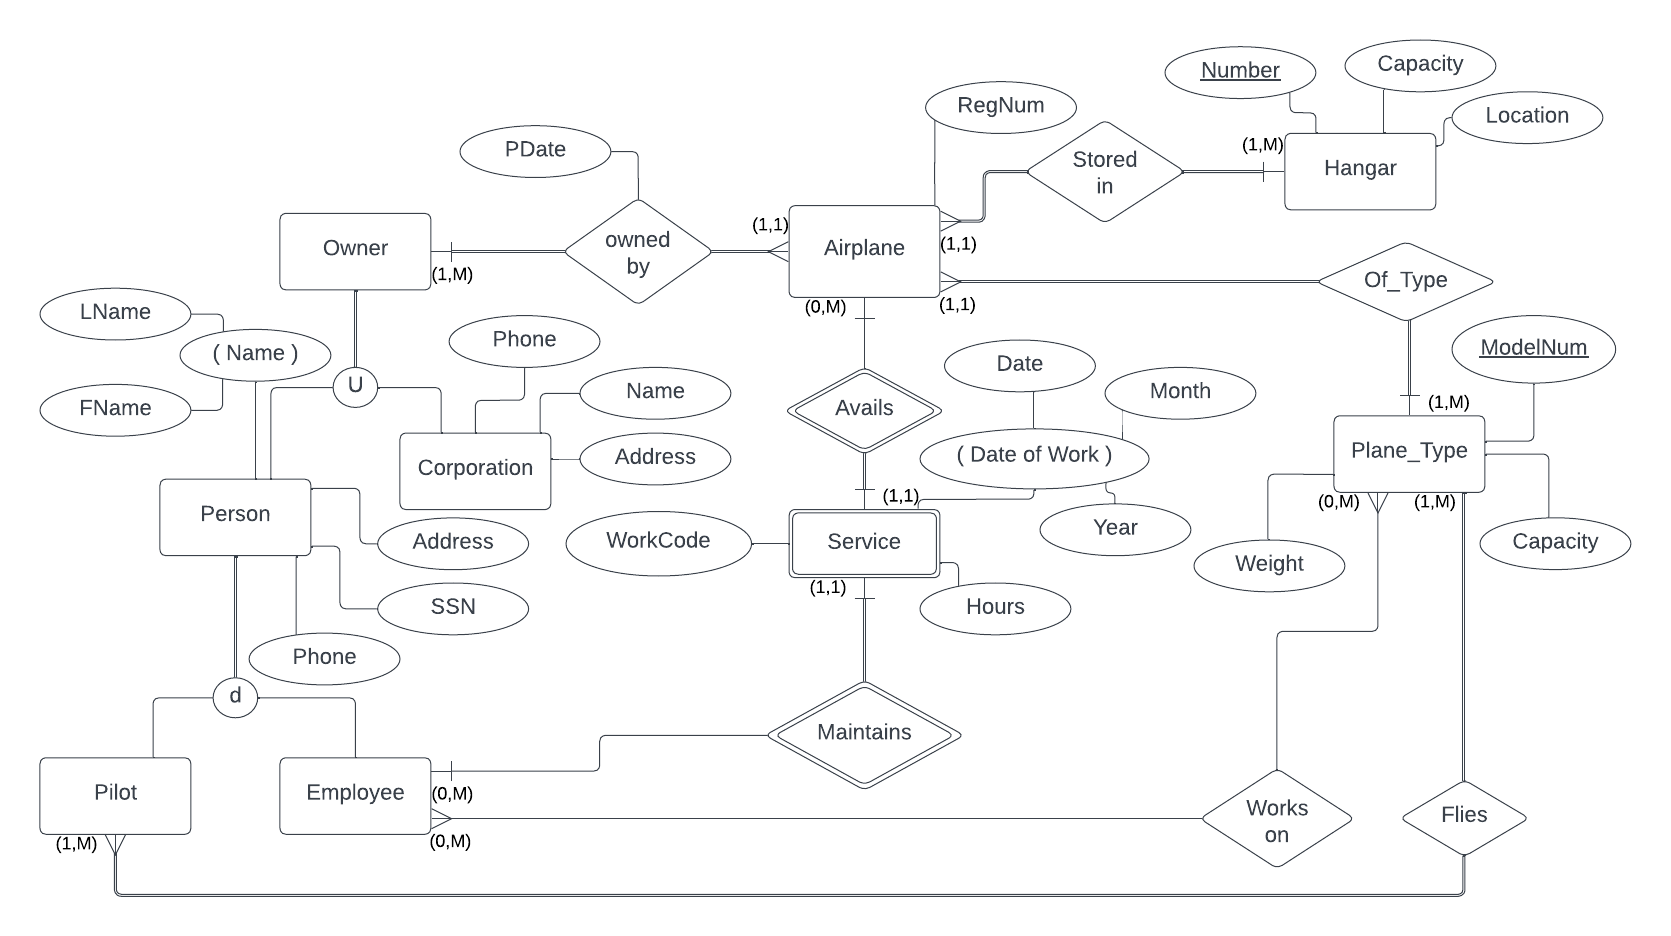 Number
Capacity
RegNum
Location
PDate
Stored
in
(1,M)
Hangar
(1,1)
Owner
owned
by
Airplane
(1,1)
(1,M)
Of_Type
(0,M)
(1,1)
LName
Phone
( Name )
ModelNum
Date
U
Name
Month
(1,M)
FName
Avails
Corporation
Address
( Date of Work )
Plane_Type
(1,1)
(0,M)
(1,M)
Person
Address
WorkCode
Service
Year
Capacity
Weight
(1,1)
SSN
Hours
Phone
d
Maintains
Pilot
Employee
(0,M)
Works
on
Flies
(1,M)
(0,M)